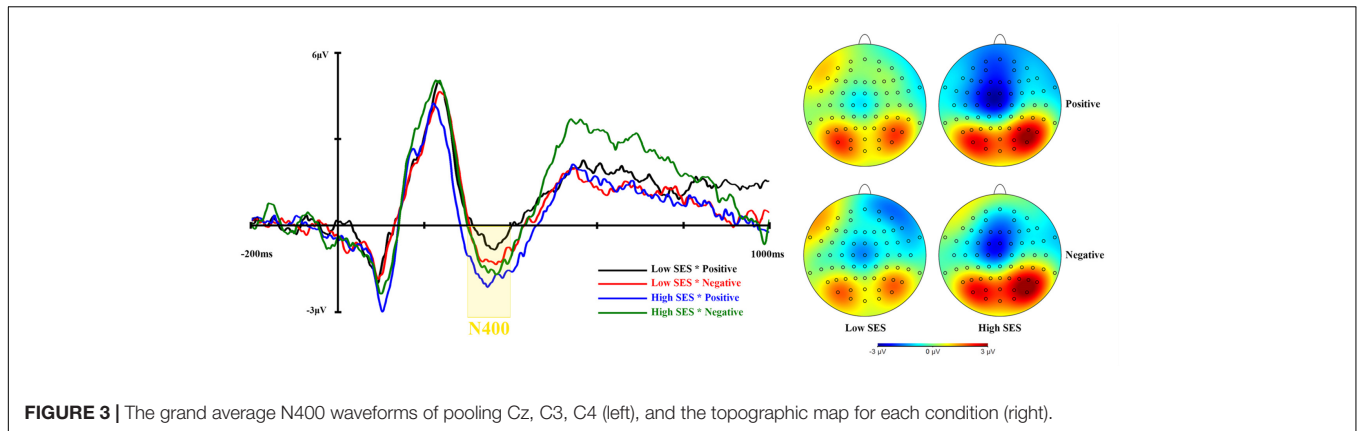 6μV
-200ms
1000ms
-3μV
N400
Low SES * Positive
Low SES * Negative
High SES * Positive
High SES * Negative
Positive
Negative
Low SES
High SES
-3 μV
0 μV
3 μV
FIGURE 3 | The grand average N400 waveforms of pooling Cz, C3, C4 (left), and the topographic map for each condition (right).